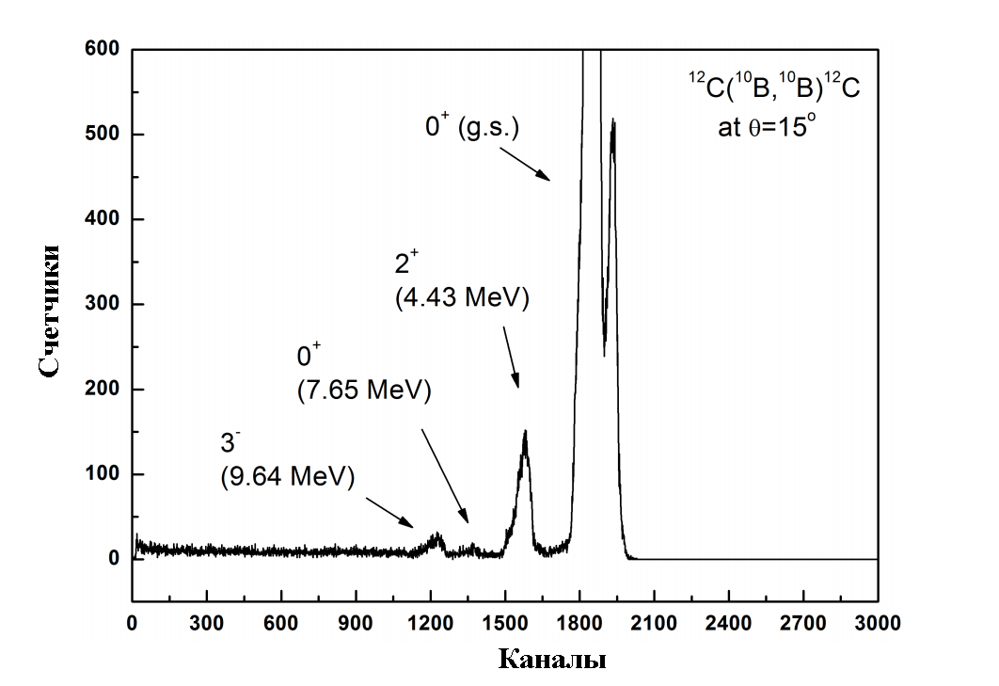 600
500
400
300
200
100
0
Счетчики
¹²C(¹⁰B,¹⁰B)¹²C
at θ=15°
0⁺ (g.s.)
2⁺
(4.43 MeV)
0⁺
(7.65 MeV)
3⁻
(9.64 MeV)
0 300 600 900 1200 1500 1800 2100 2400 2700 3000
Каналы